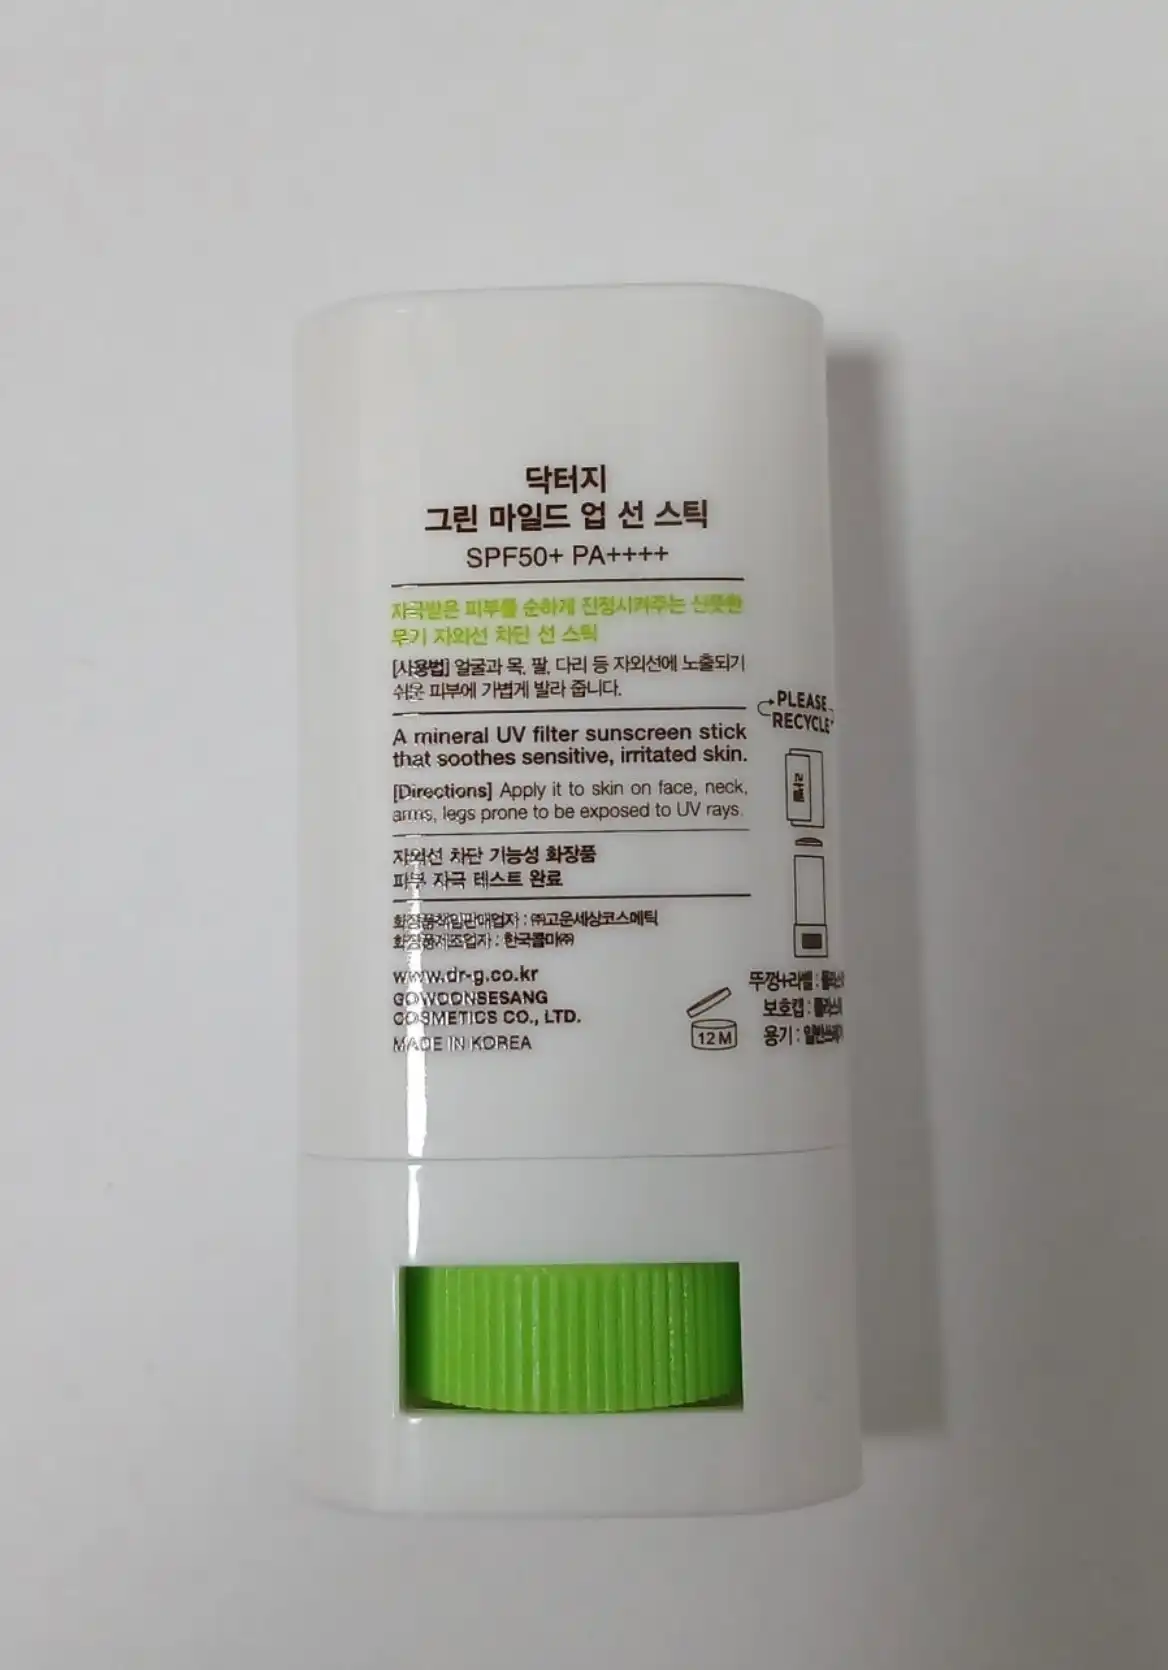 닥터지
그린 마일드 업 선 스틱
SPF50+ PA++++
자극받은 피부를 순하게 진정시켜주는 산뜻한
무기 자외선 차단 선 스틱
[사용법] 얼굴과 목, 팔, 다리 등 자외선에 노출되기
쉬운 피부에 가볍게 발라 줍니다.
A mineral UV filter sunscreen stick
that soothes sensitive, irritated skin.
[Directions] Apply it to skin on face, neck,
arms, legs prone to be exposed to UV rays.
자외선 차단 기능성 화장품
피부 자극 테스트 완료
화장품책임판매업자 : ㈜고운세상코스메틱
화장품제조업자 : 한국콜마㈜
www.dr-g.co.kr
GOWOONSESANG
COSMETICS CO., LTD.
MADE IN KOREA
12M
PLEASE
RECYCLE
라벨
뚜껑+라벨 :
보호캡 :
용기 :